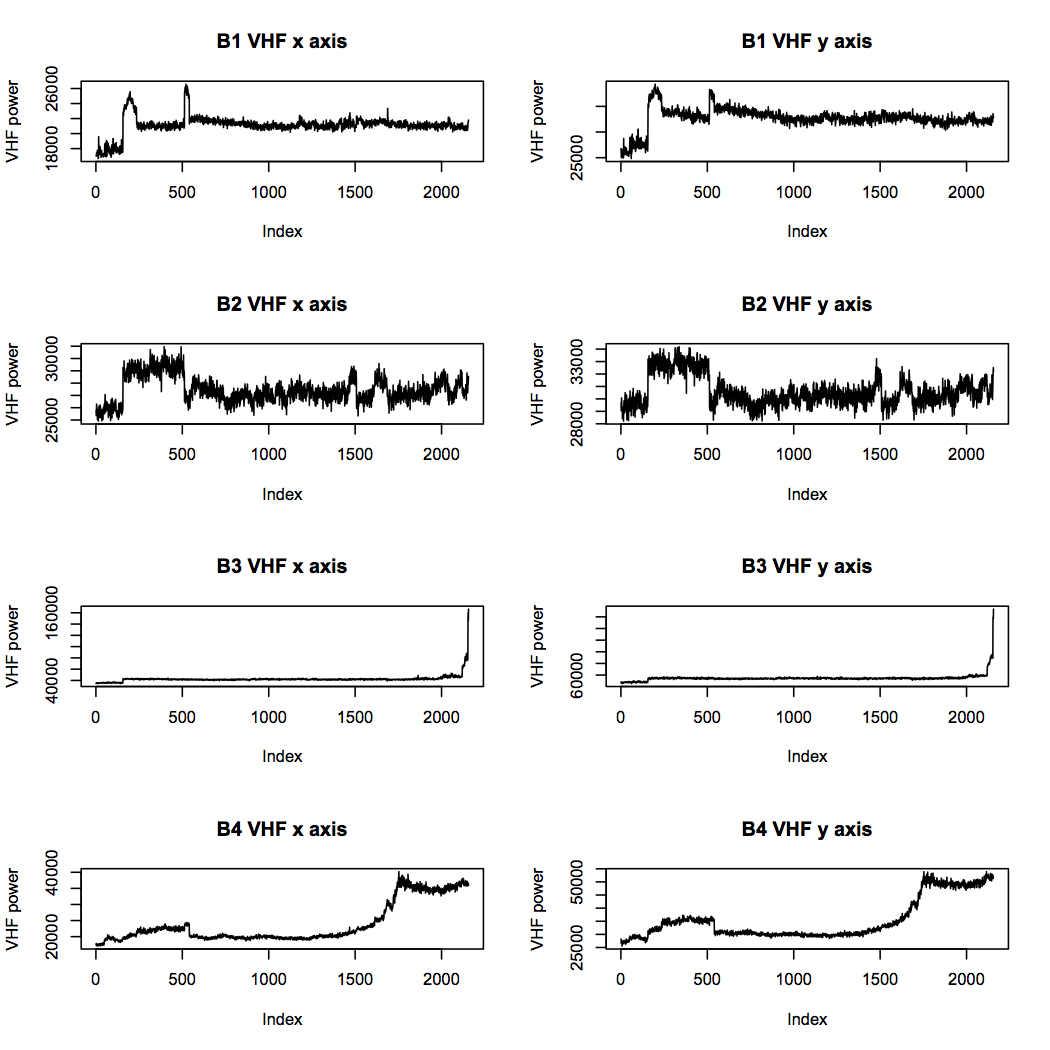 B1 VHF x axis
VHF power
18000 26000
0 500 1000 1500 2000
Index
B1 VHF y axis
VHF power
25000
0 500 1000 1500 2000
Index
B2 VHF x axis
VHF power
25000 30000
0 500 1000 1500 2000
Index
B2 VHF y axis
VHF power
28000 33000
0 500 1000 1500 2000
Index
B3 VHF x axis
VHF power
40000 160000
0 500 1000 1500 2000
Index
B3 VHF y axis
VHF power
60000
0 500 1000 1500 2000
Index
B4 VHF x axis
VHF power
20000 40000
0 500 1000 1500 2000
Index
B4 VHF y axis
VHF power
25000 50000
0 500 1000 1500 2000
Index